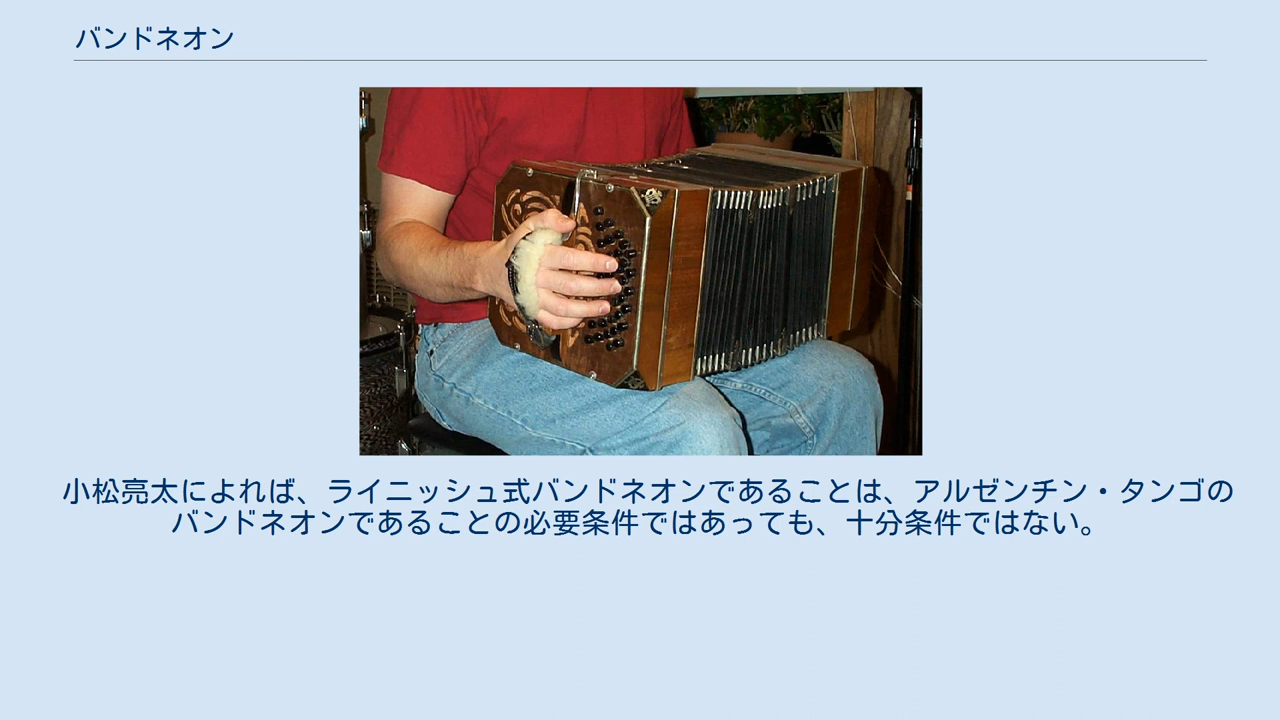 バンドネオン
小松亮太によれば、ライニッシュ式バンドネオンであることは、アルゼンチン・タンゴの
バンドネオンであることの必要条件ではあっても、十分条件ではない。